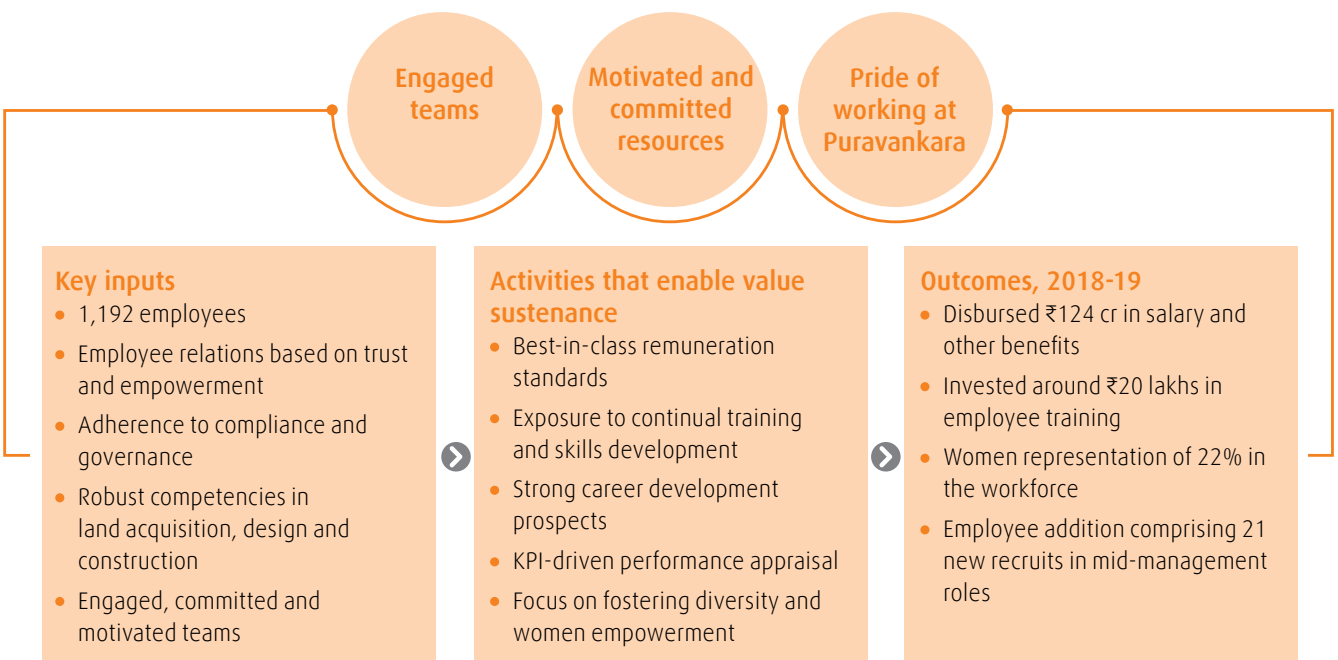 Engaged
teams
Motivated and
committed
resources
Pride of
working at
Puravankara
Key inputs
• 1,192 employees
• Employee relations based on trust
and empowerment
• Adherence to compliance and
governance
• Robust competencies in
land acquisition, design and
construction
• Engaged, committed and
motivated teams
Activities that enable value
sustenance
• Best-in-class remuneration
standards
• Exposure to continual training
and skills development
• Strong career development
prospects
• KPI-driven performance appraisal
• Focus on fostering diversity and
women empowerment
Outcomes, 2018-19
• Disbursed ₹124 cr in salary and
other benefits
• Invested around ₹20 lakhs in
employee training
• Women representation of 22% in
the workforce
• Employee addition comprising 21
new recruits in mid-management
roles